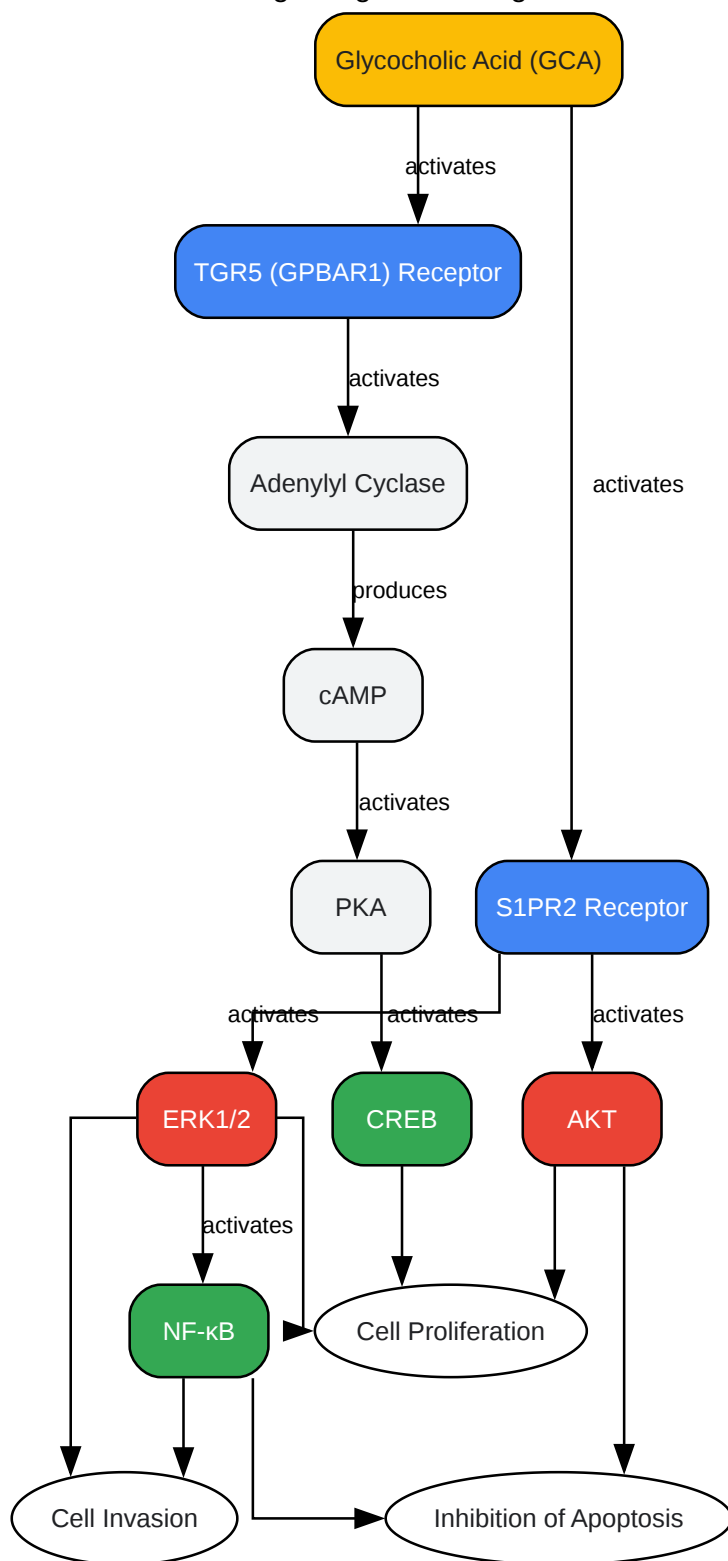 Glycocholic Acid (GCA)
activates
TGR5 (GPBAR1) Receptor
activates
Adenylyl Cyclase
activates
produces
cAMP
activates
PKA
S1PR2 Receptor
activates
activates
activates
ERK1/2
CREB
AKT
activates
NF-κB
Cell Proliferation
Cell Invasion
Inhibition of Apoptosis